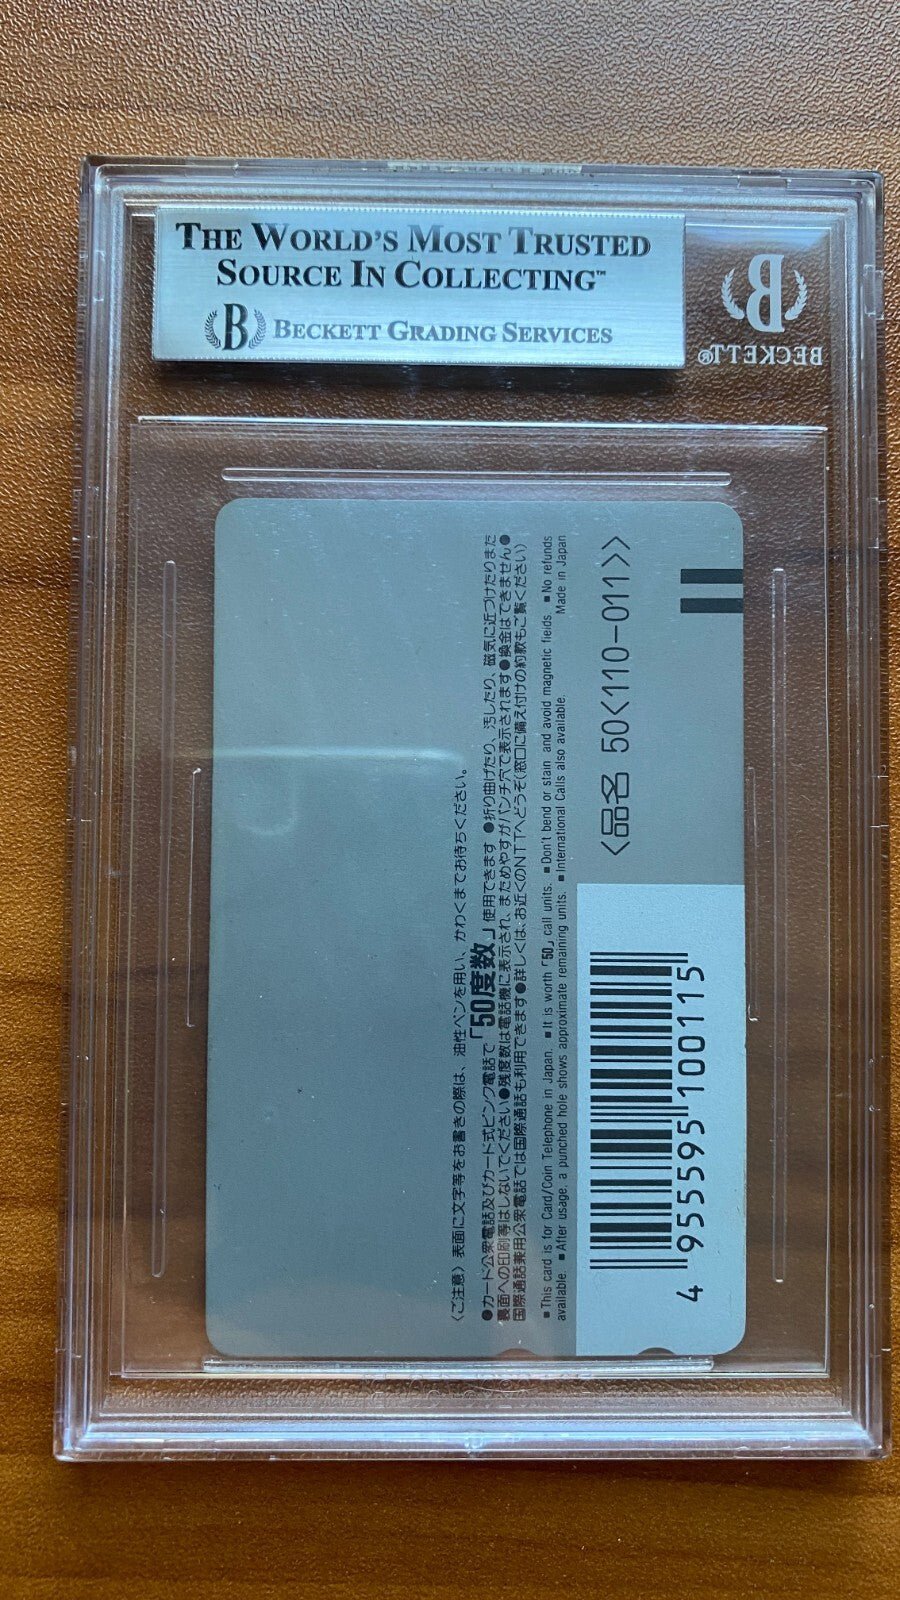 THE WORLD'S MOST TRUSTED
SOURCE IN COLLECTING™
B BECKETT GRADING SERVICES
B
BECKETT®
〈ご注意〉表面に文字等をお書きの際は、油性ペンを用い、かわくまでお待ちください。
●カード公衆電話及びカード式ピンク電話で「50度数」使用できます ●折り曲げたり、汚したり、磁気に近づけたりまた
裏面への印刷等はしないでください●残度数は電話機に表示され、まためやすがパンチ穴で表示されます●換金はできません●
国際通話兼用公衆電話では国際通話も利用できます●詳しくは、お近くのNTTへどうぞ(窓口に備え付けの約款もご覧ください)
■This card is for Card/Coin Telephone in Japan. ■It is worth「50」call units. ■Don't bend or stain and avoid magnetic fields. ■No refunds
available. ■After usage, a punched hole shows approximate remaining units. ■International Calls also available. Made in Japan
〈品名 50〈110-011〉〉
4 955595 100115